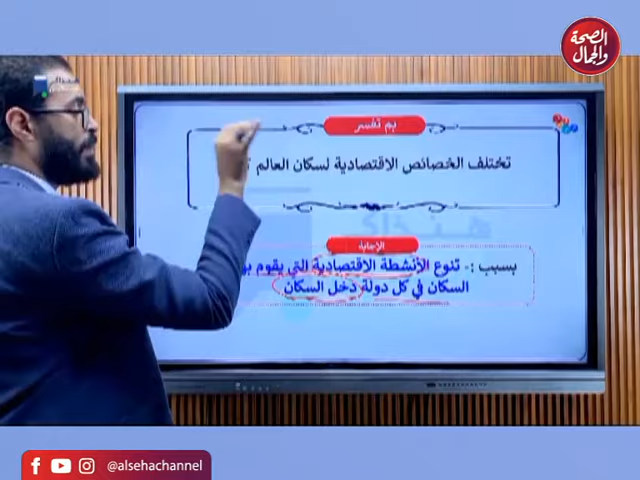 الصحة
والجمال
بم تفسر
تختلف الخصائص الاقتصادية لسكان العالم
هنذاكر
الإجابة
بسبب :- تنوع الأنشطة الاقتصادية التي يقوم
السكان في كل دولة دخل السكان
@alsehachannel